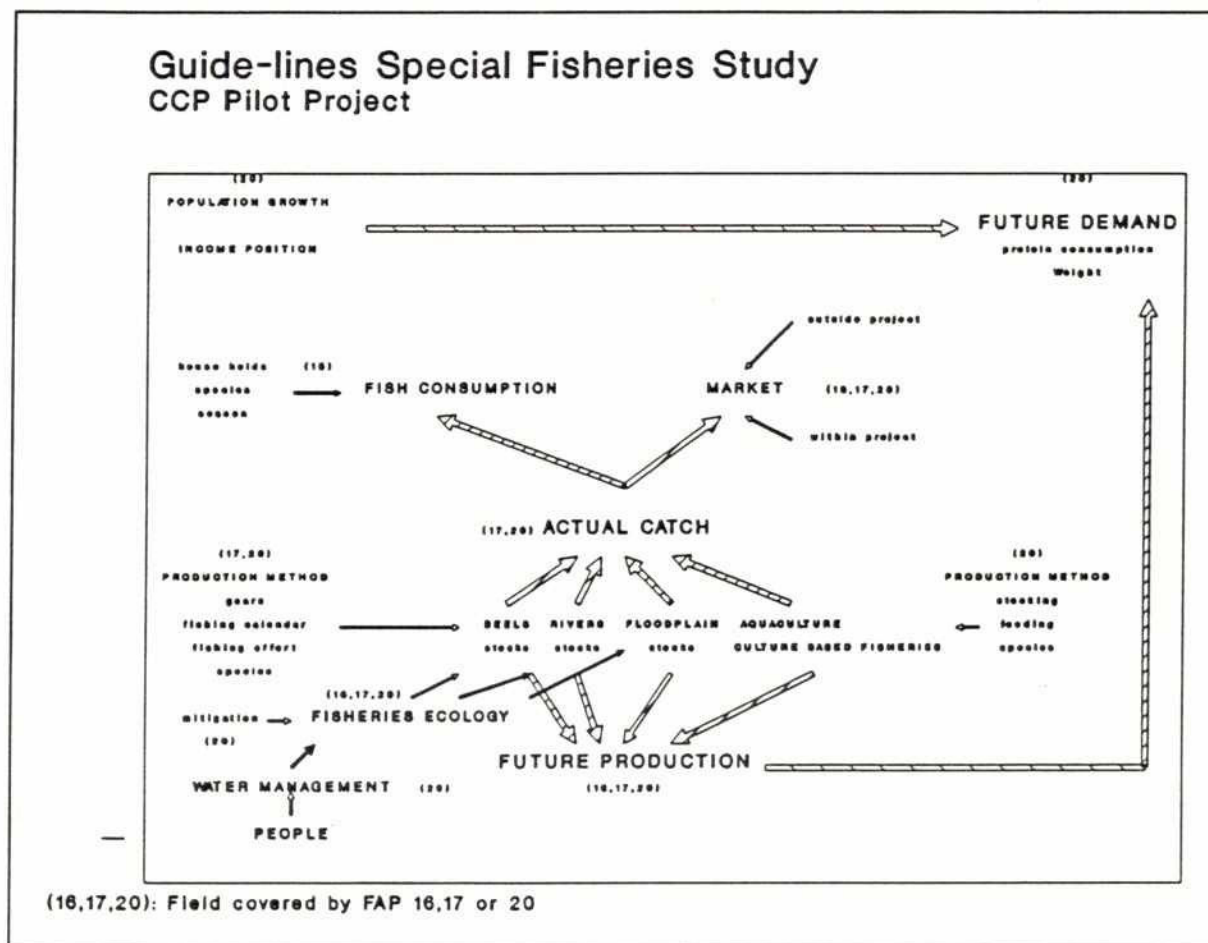 Guide-lines Special Fisheries Study
CCP Pilot Project
(20)
POPULATION GROWTH
INCOME POSITION
(20)
FUTURE DEMAND
protein consumption
Weight
outside project
house holds (16)
species
season
FISH CONSUMPTION
MARKET (16,17,20)
within project
(17,20) ACTUAL CATCH
(17,20)
PRODUCTION METHOD
gears
fishing calendar
fishing effort
species
BEELS RIVERS FLOODPLAIN AQUACULTURE
stocks stocks stocks CULTURE BASED FISHERIES
(20)
PRODUCTION METHOD
stocking
feeding
species
(16,17,20)
mitigation FISHERIES ECOLOGY
(20)
FUTURE PRODUCTION
(16,17,20)
WATER MANAGEMENT (20)
PEOPLE
(16,17,20): Field covered by FAP 16,17 or 20